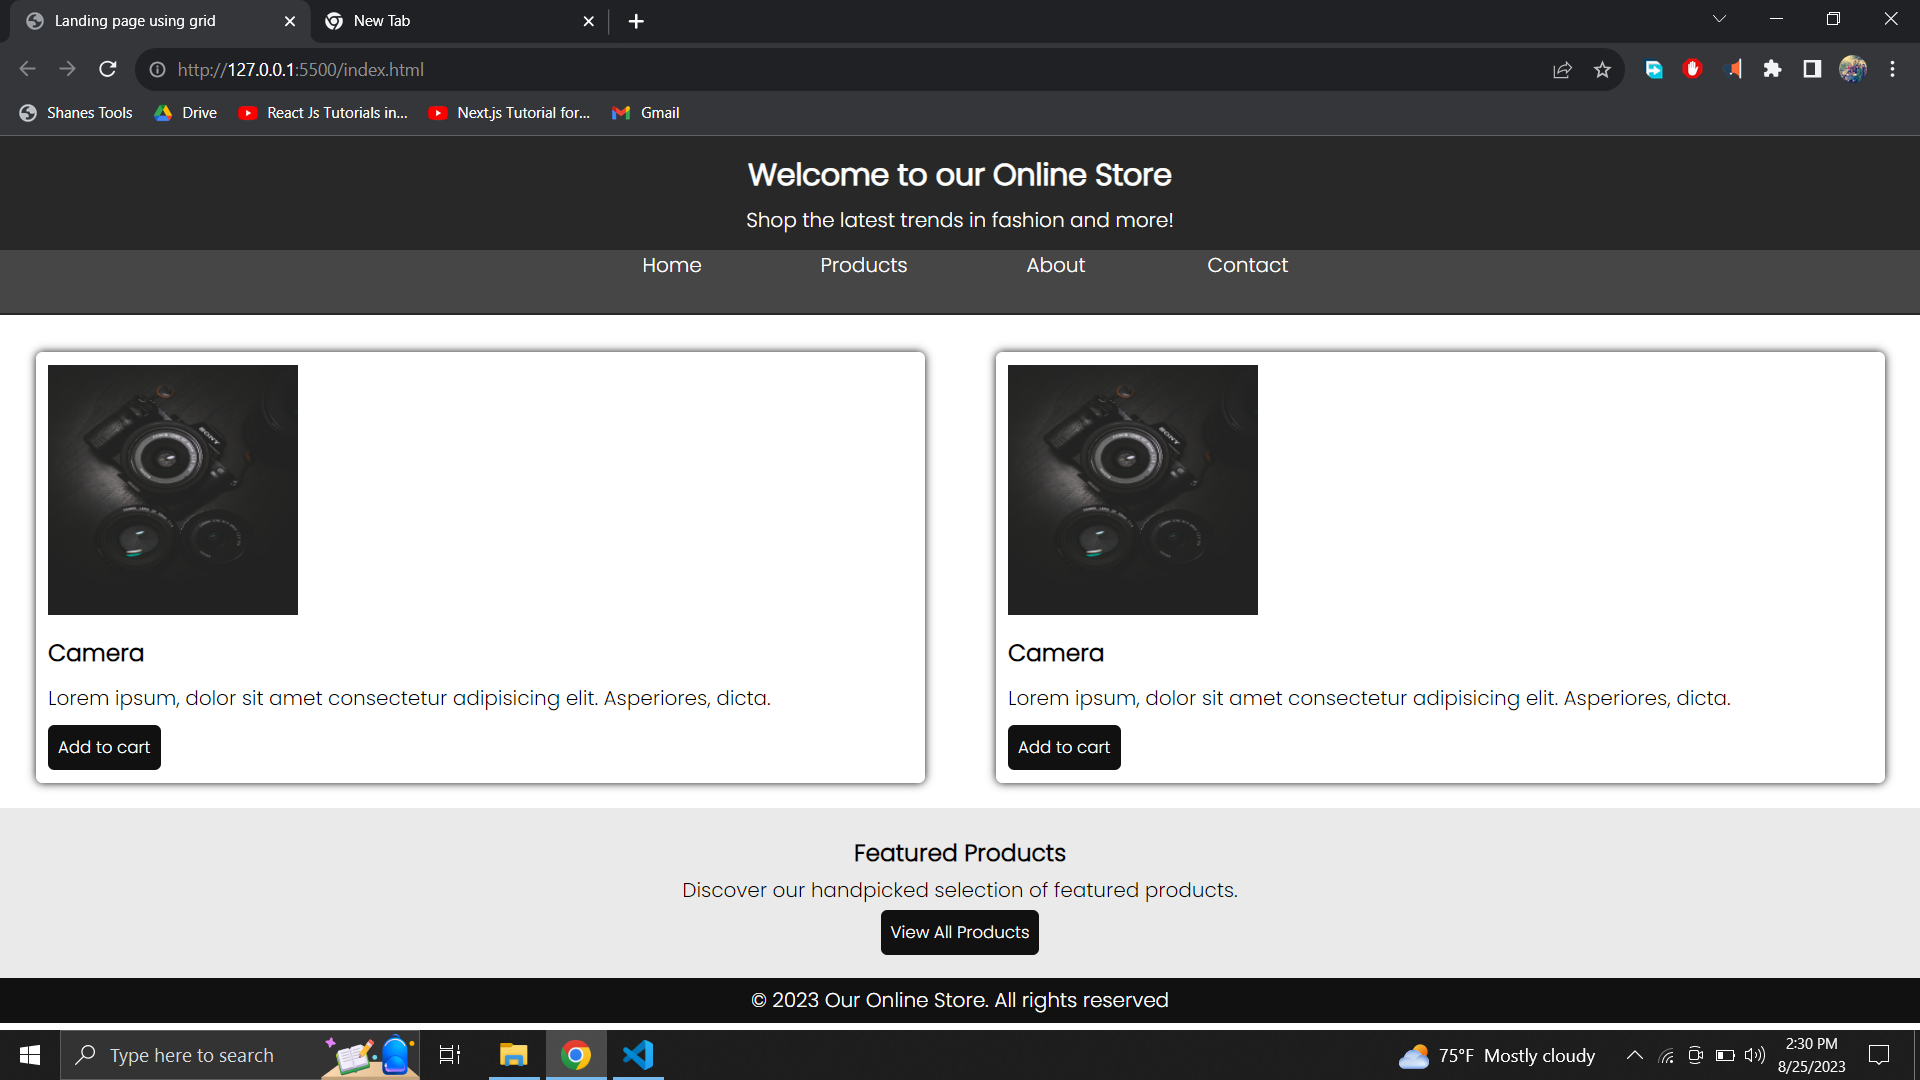 Landing page using grid
New Tab
http://127.0.0.1:5500/index.html
Shanes Tools
Drive
React Js Tutorials in...
Next.js Tutorial for...
Gmail
Welcome to our Online Store
Shop the latest trends in fashion and more!
Home
Products
About
Contact
SONY
SONY
Camera
Camera
Lorem ipsum, dolor sit amet consectetur adipisicing elit. Asperiores, dicta.
Lorem ipsum, dolor sit amet consectetur adipisicing elit. Asperiores, dicta.
Add to cart
Add to cart
Featured Products
Discover our handpicked selection of featured products.
View All Products
© 2023 Our Online Store. All rights reserved
Type here to search
75°F Mostly cloudy
2:30 PM
8/25/2023